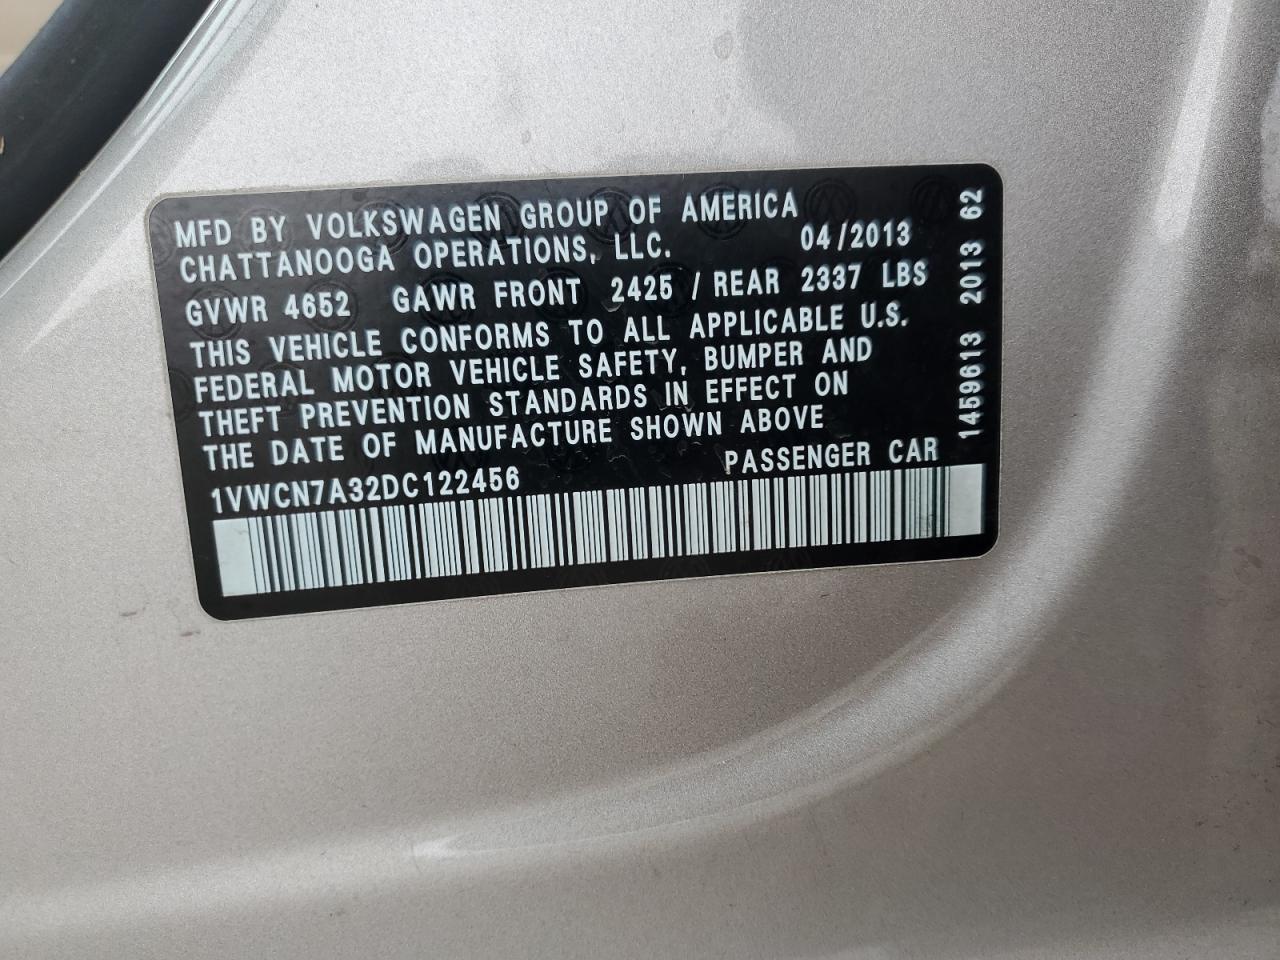 MFD BY VOLKSWAGEN GROUP OF AMERICA
CHATTANOOGA OPERATIONS, LLC. 04/2013
GVWR 4652 GAWR FRONT 2425 / REAR 2337 LBS
THIS VEHICLE CONFORMS TO ALL APPLICABLE U.S.
FEDERAL MOTOR VEHICLE SAFETY, BUMPER AND
THEFT PREVENTION STANDARDS IN EFFECT ON
THE DATE OF MANUFACTURE SHOWN ABOVE
PASSENGER CAR
1VWCN7A32DC122456
1459613 2013 62